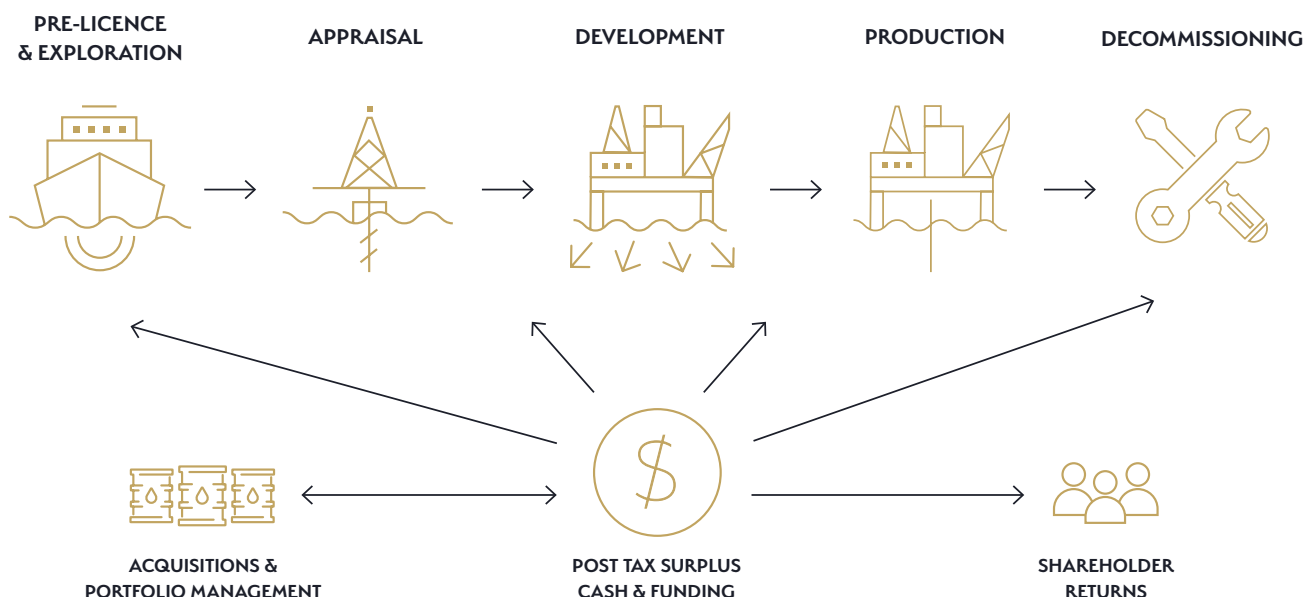 PRE-LICENCE
& EXPLORATION
APPRAISAL
DEVELOPMENT
PRODUCTION
DECOMMISSIONING
$
ACQUISITIONS &
PORTFOLIO MANAGEMENT
POST TAX SURPLUS
CASH & FUNDING
SHAREHOLDER
RETURNS